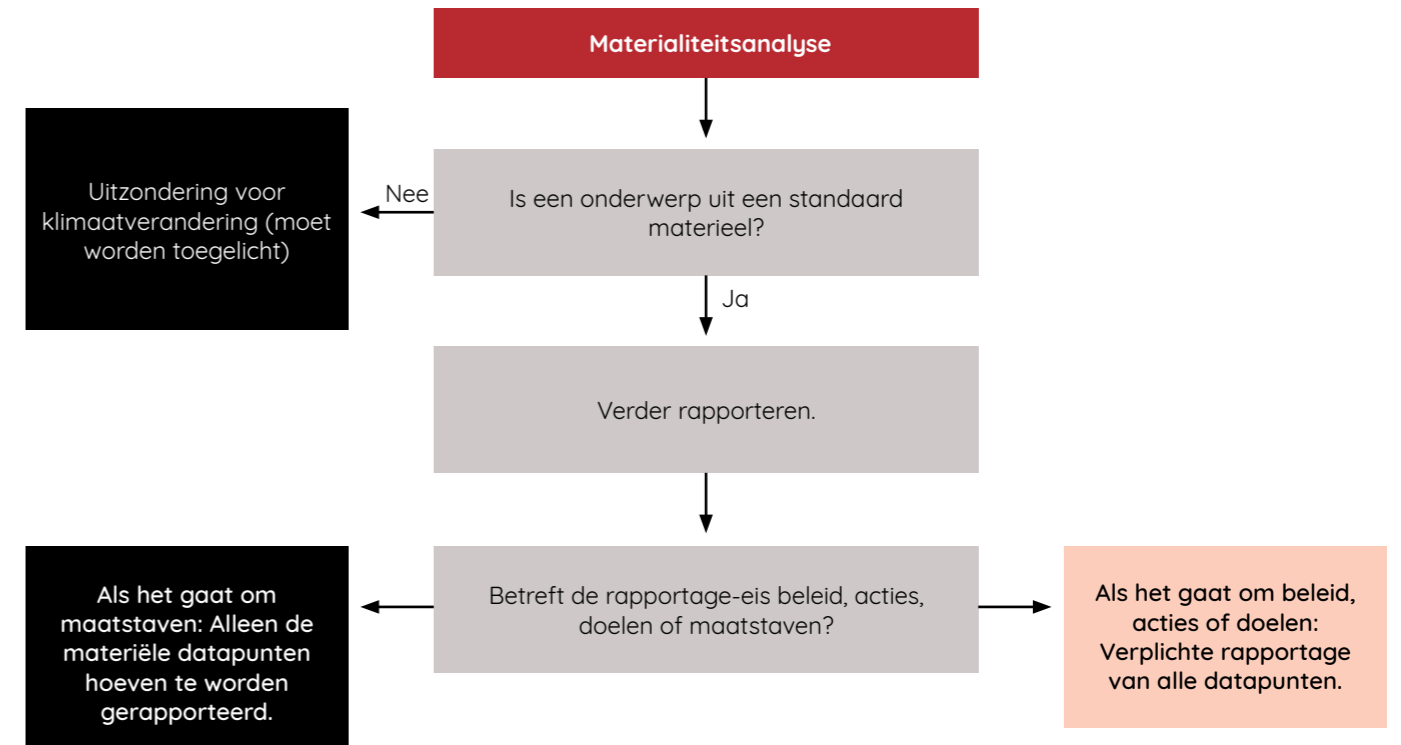 Materialiteitsanalyse
Uitzondering voor
klimaatverandering (moet
worden toegelicht)
Nee
Is een onderwerp uit een standaard
materieel?
Ja
Verder rapporteren.
Als het gaat om
maatstaven: Alleen de
materiële datapunten
hoeven te worden
gerapporteerd.
Betreft de rapportage-eis beleid, acties,
doelen of maatstaven?
Als het gaat om beleid,
acties of doelen:
Verplichte rapportage
van alle datapunten.